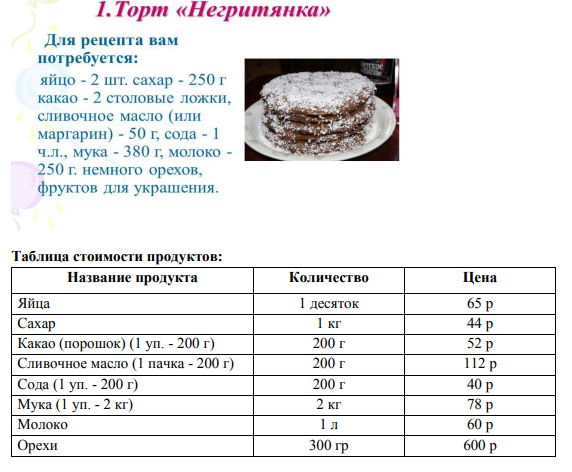 1.Торт «Негритянка»
Для рецепта вам
потребуется:
яйцо - 2 шт. сахар - 250 г
какао - 2 столовые ложки,
сливочное масло (или
маргарин) - 50 г, сода - 1
ч.л., мука - 380 г, молоко -
250 г. немного орехов,
фруктов для украшения.
Таблица стоимости продуктов:
Название продукта Количество Цена
Яйца 1 десяток 65 р
Сахар 1 кг 44 р
Какао (порошок) (1 уп. - 200 г) 200 г 52 р
Сливочное масло (1 пачка - 200 г) 200 г 112 р
Сода (1 уп. - 200 г) 200 г 40 р
Мука (1 уп. - 2 кг) 2 кг 78 р
Молоко 1 л 60 р
Орехи 300 гр 600 р